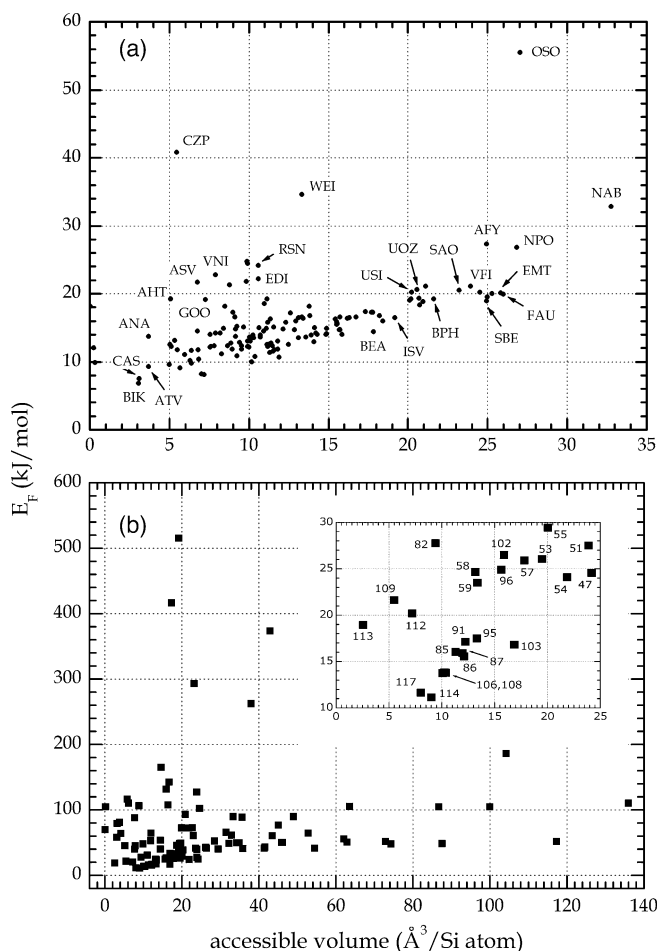 (a)
60
50
40
30
20
10
0
OSO
CZP
WEI
NAB
AFY
NPO
RSN
UOZ
SAO
VNI
ASV
VFI
EMT
USI
EDI
AHT
GOO
FAU
ANA
BPH
SBE
BEA
ISV
CAS
BIK
ATV
0 5 10 15 20 25 30 35
E_F (kJ/mol)
(b)
600
500
400
300
200
100
0
30
25
20
15
10
55
51
102
53
82
58
57
59
96
54
47
109
112
113
91
95
103
85
87
86
106,108
117
114
0 5 10 15 20 25
0 20 40 60 80 100 120 140
accessible volume (Å³/Si atom)